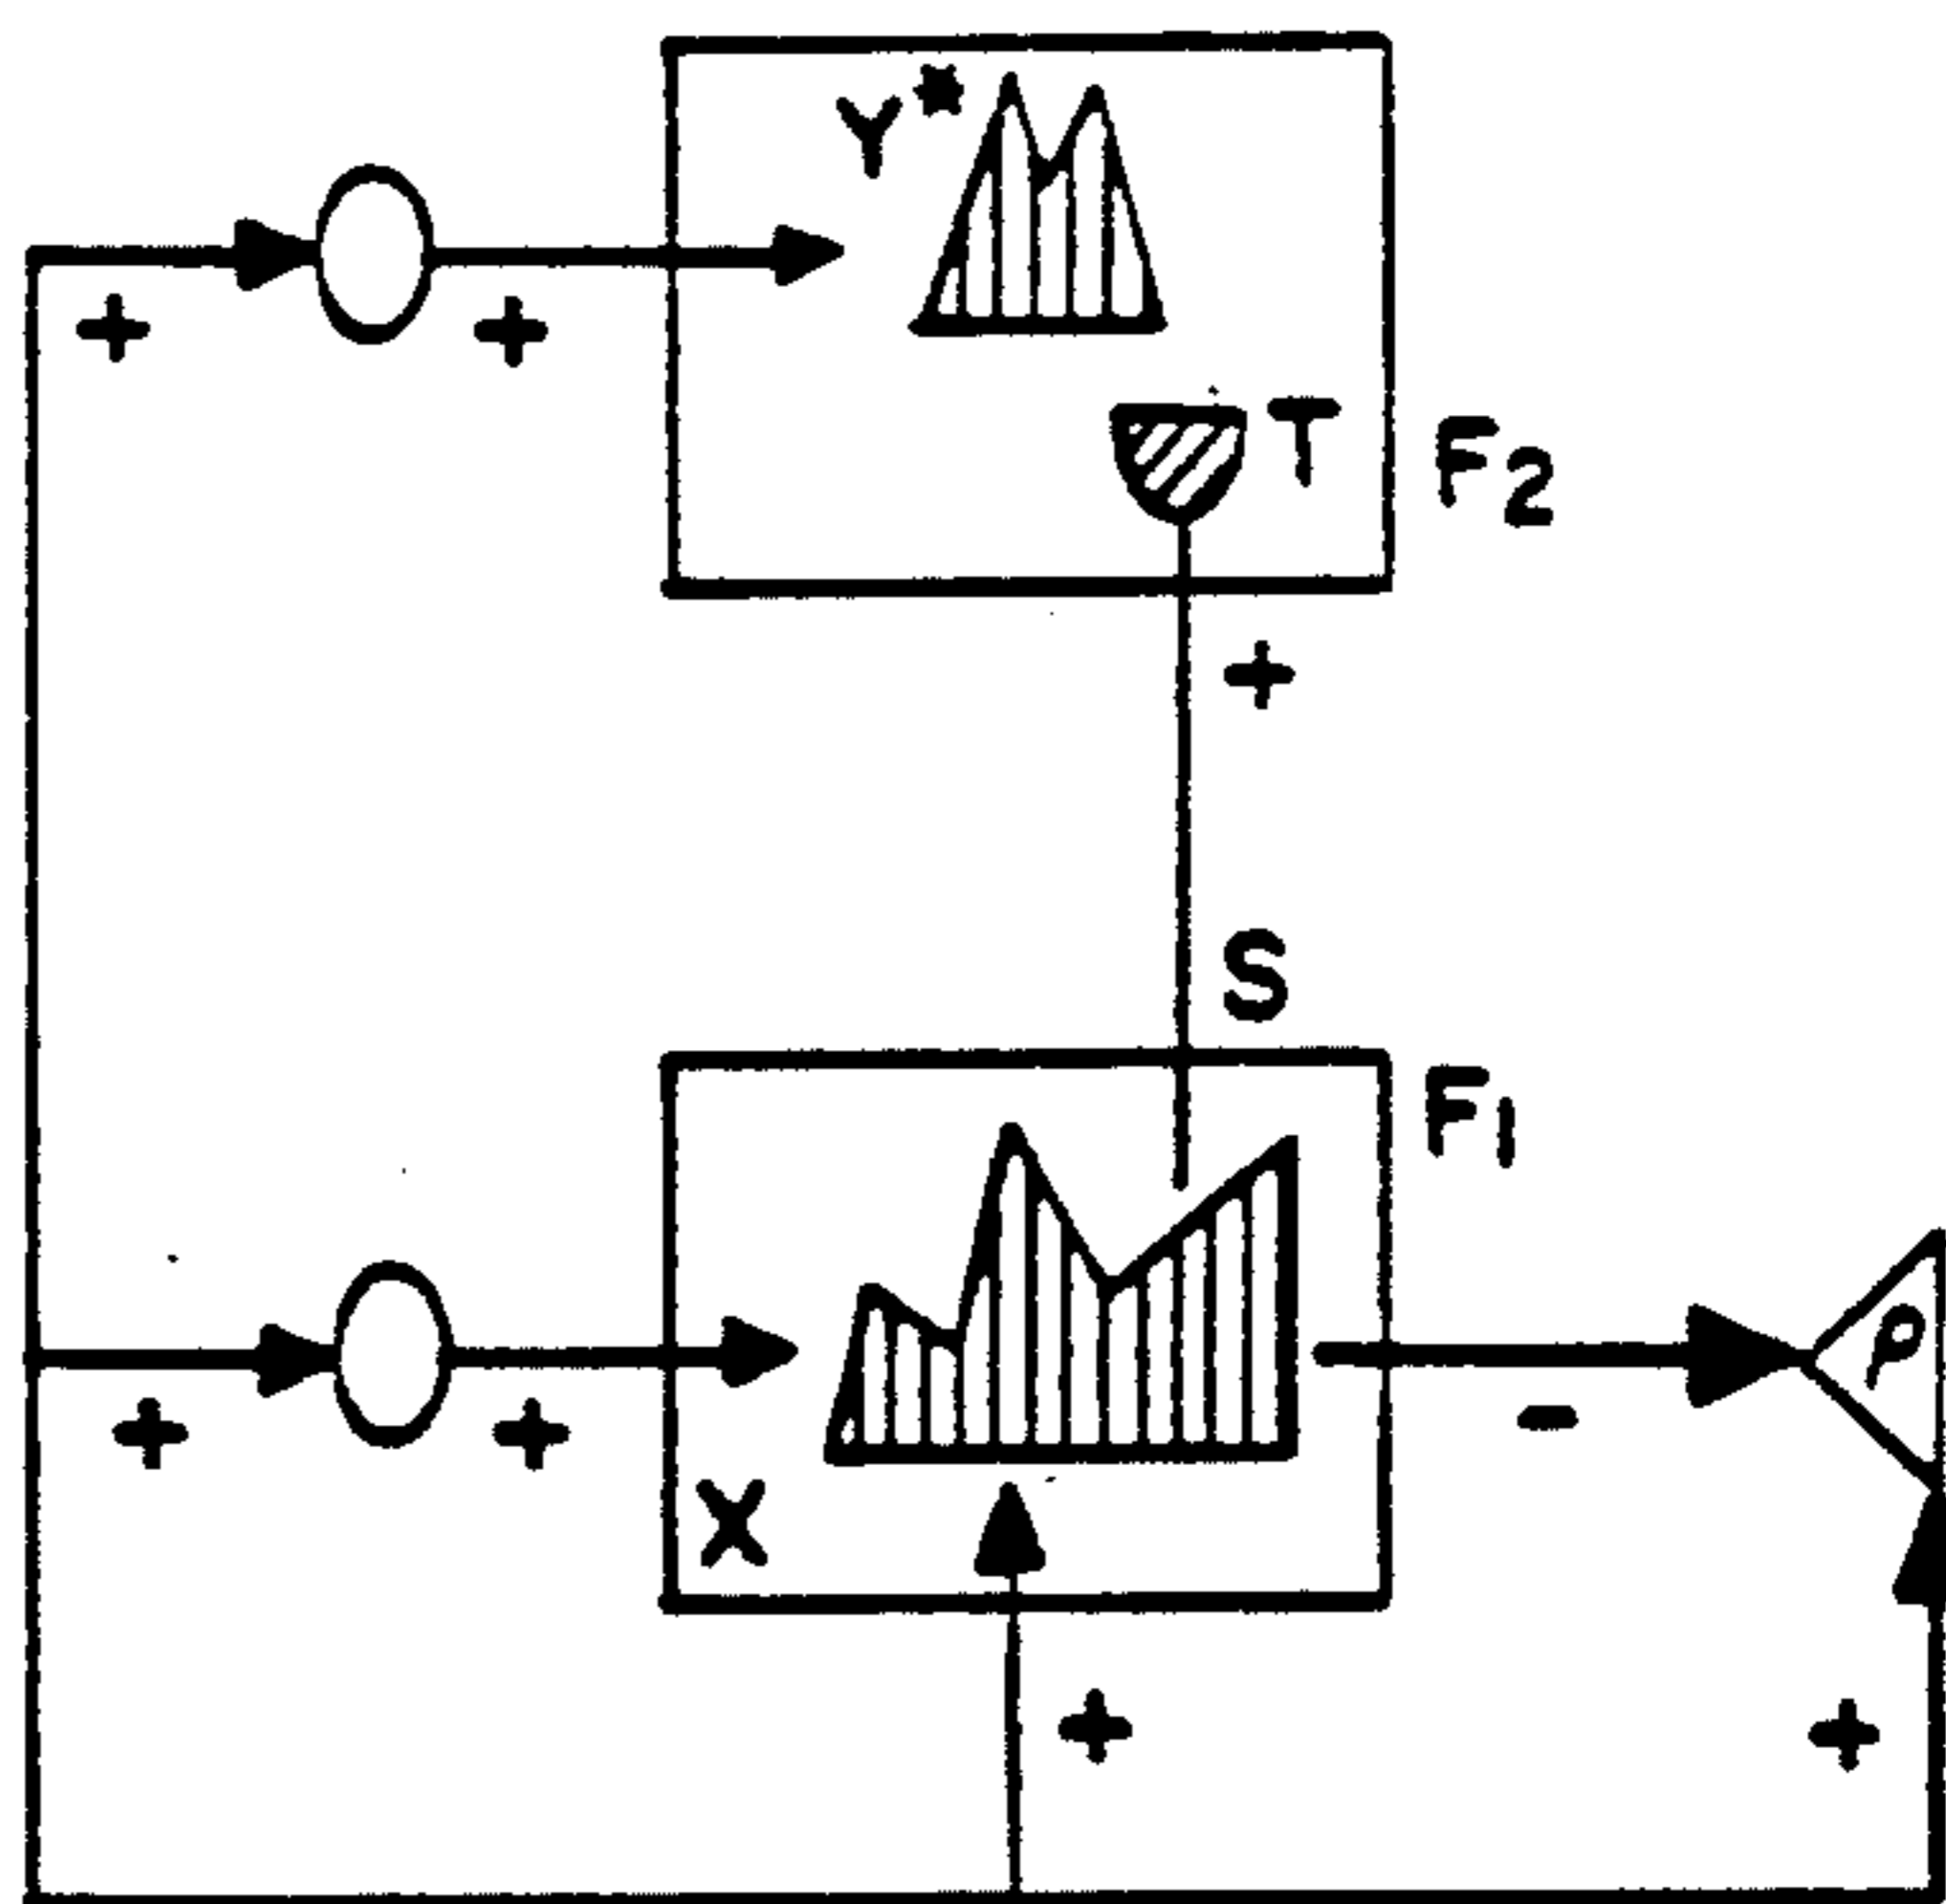 Y*
+
+
T
F2
+
S
F1
+
+
-
ρ
X
+
+